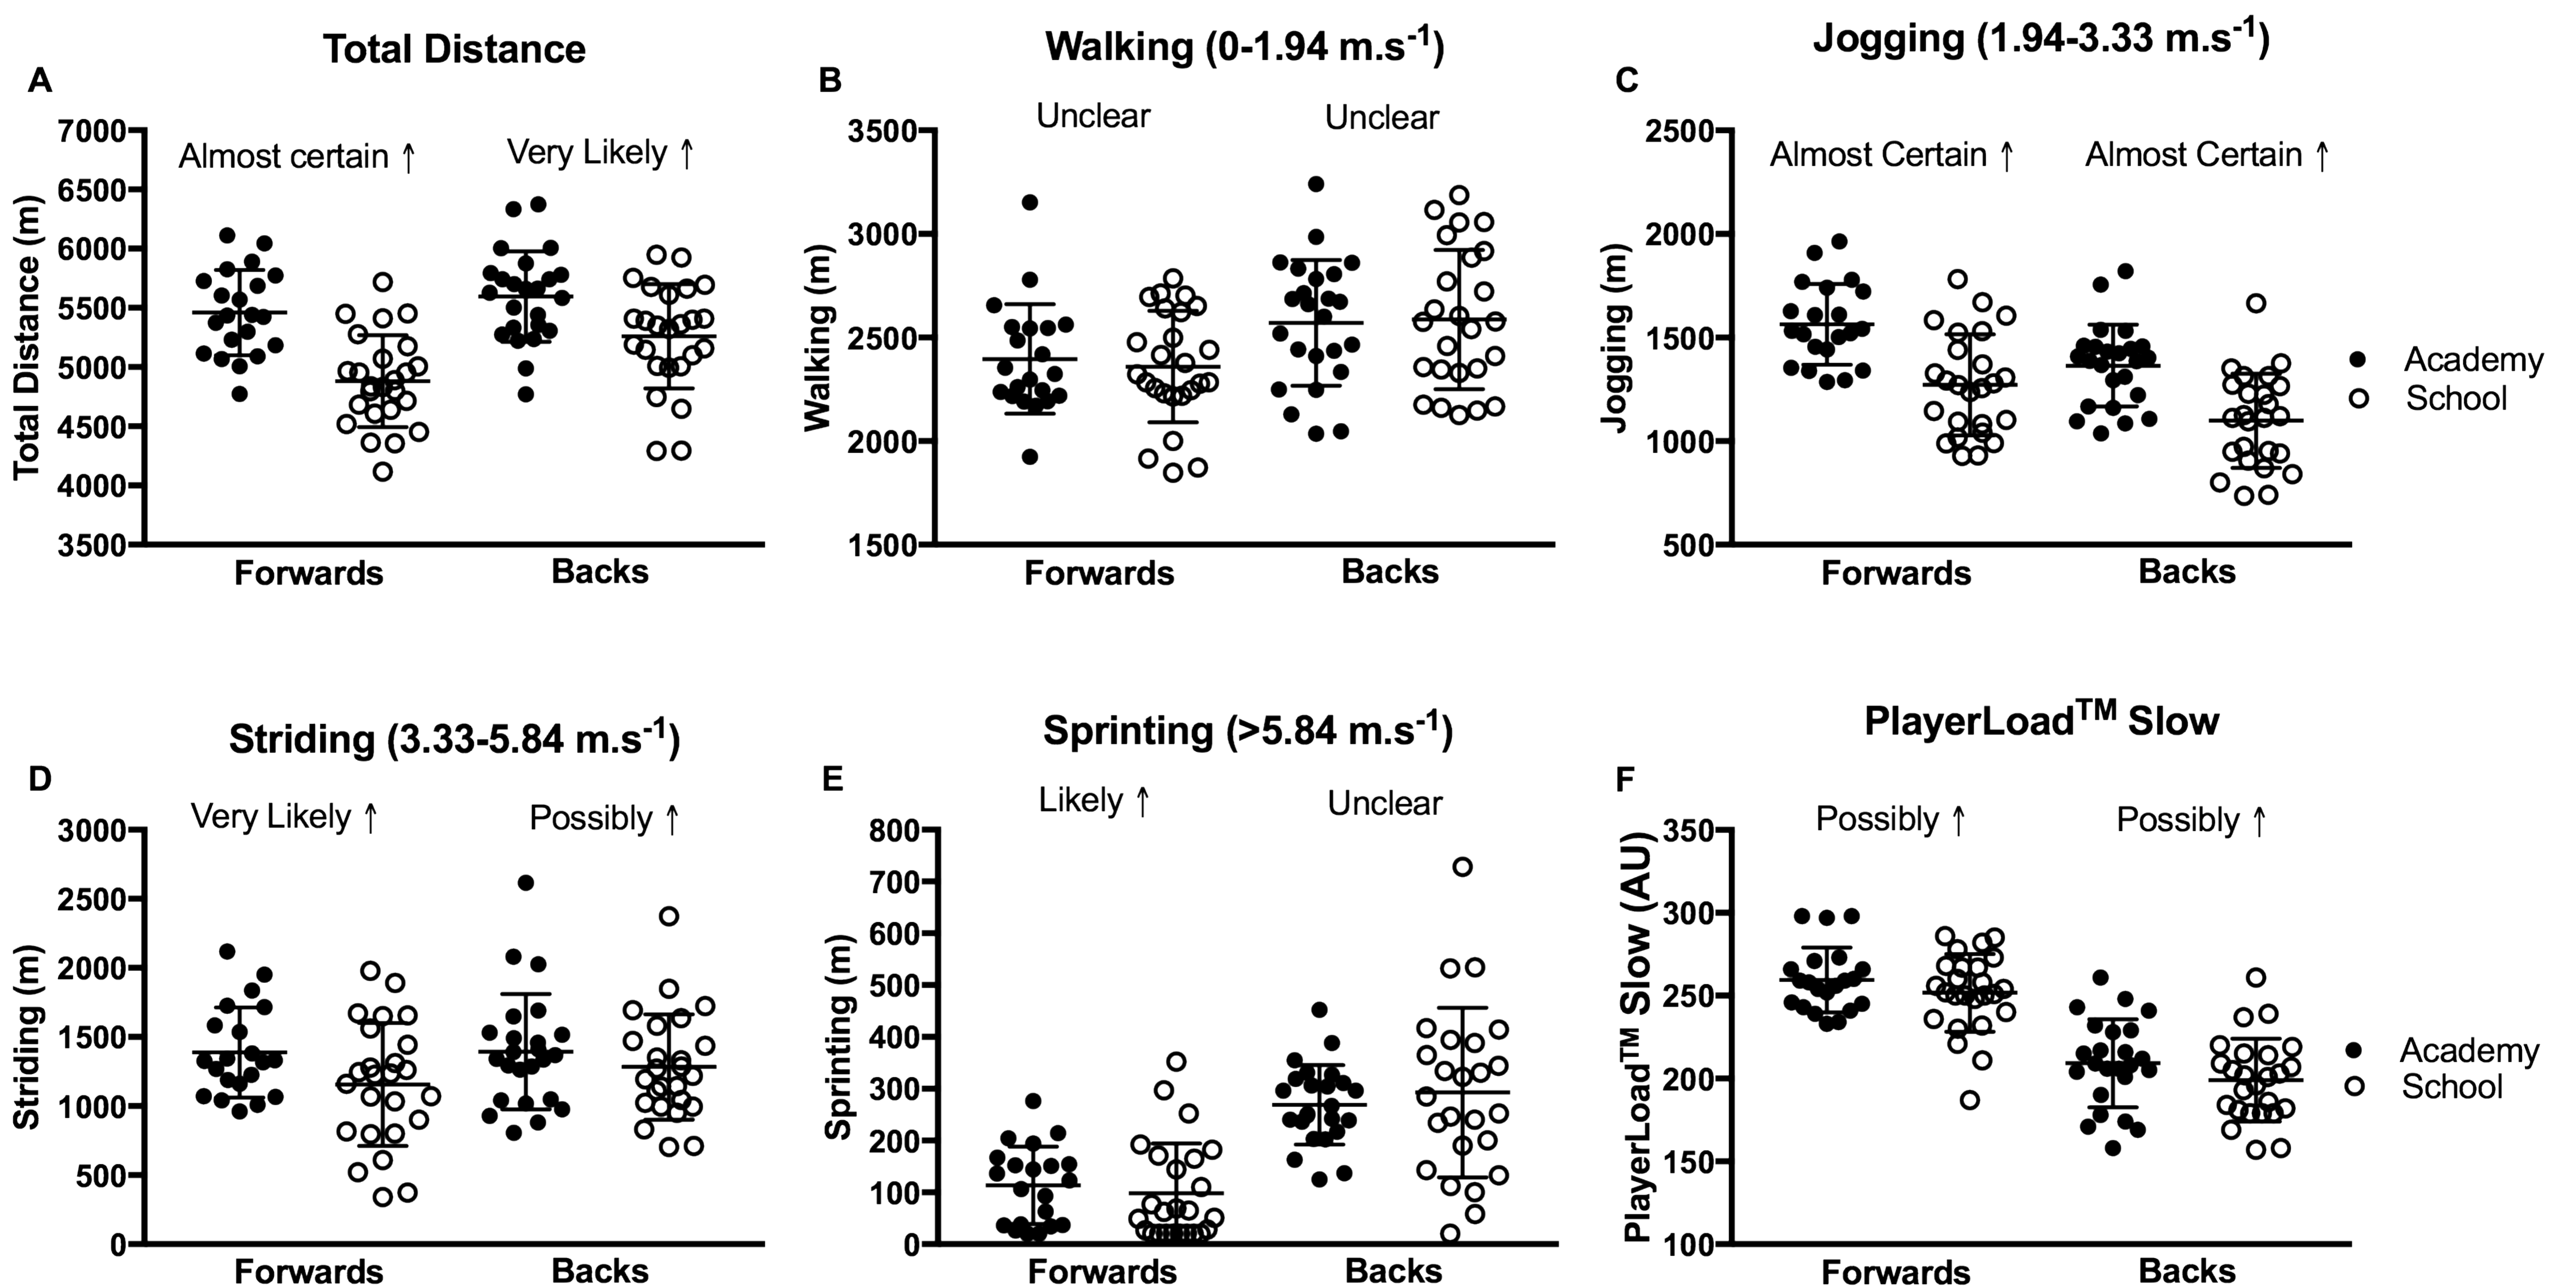 Total Distance
A
Almost certain ↑
Very Likely ↑
Total Distance (m)
7000
6500
6000
5500
5000
4500
4000
3500
Forwards
Backs
Walking (0-1.94 m.s-1)
B
Unclear
Unclear
Walking (m)
3500
3000
2500
2000
1500
Forwards
Backs
Jogging (1.94-3.33 m.s-1)
C
Almost Certain ↑
Almost Certain ↑
Jogging (m)
2500
2000
1500
1000
500
Forwards
Backs
Academy
School
Striding (3.33-5.84 m.s-1)
D
Very Likely ↑
Possibly ↑
Striding (m)
3000
2500
2000
1500
1000
500
0
Forwards
Backs
Sprinting (>5.84 m.s-1)
E
Likely ↑
Unclear
Sprinting (m)
800
700
600
500
400
300
200
100
0
Forwards
Backs
PlayerLoadTM Slow
F
Possibly ↑
Possibly ↑
PlayerLoadTM Slow (AU)
350
300
250
200
150
100
Forwards
Backs
Academy
School